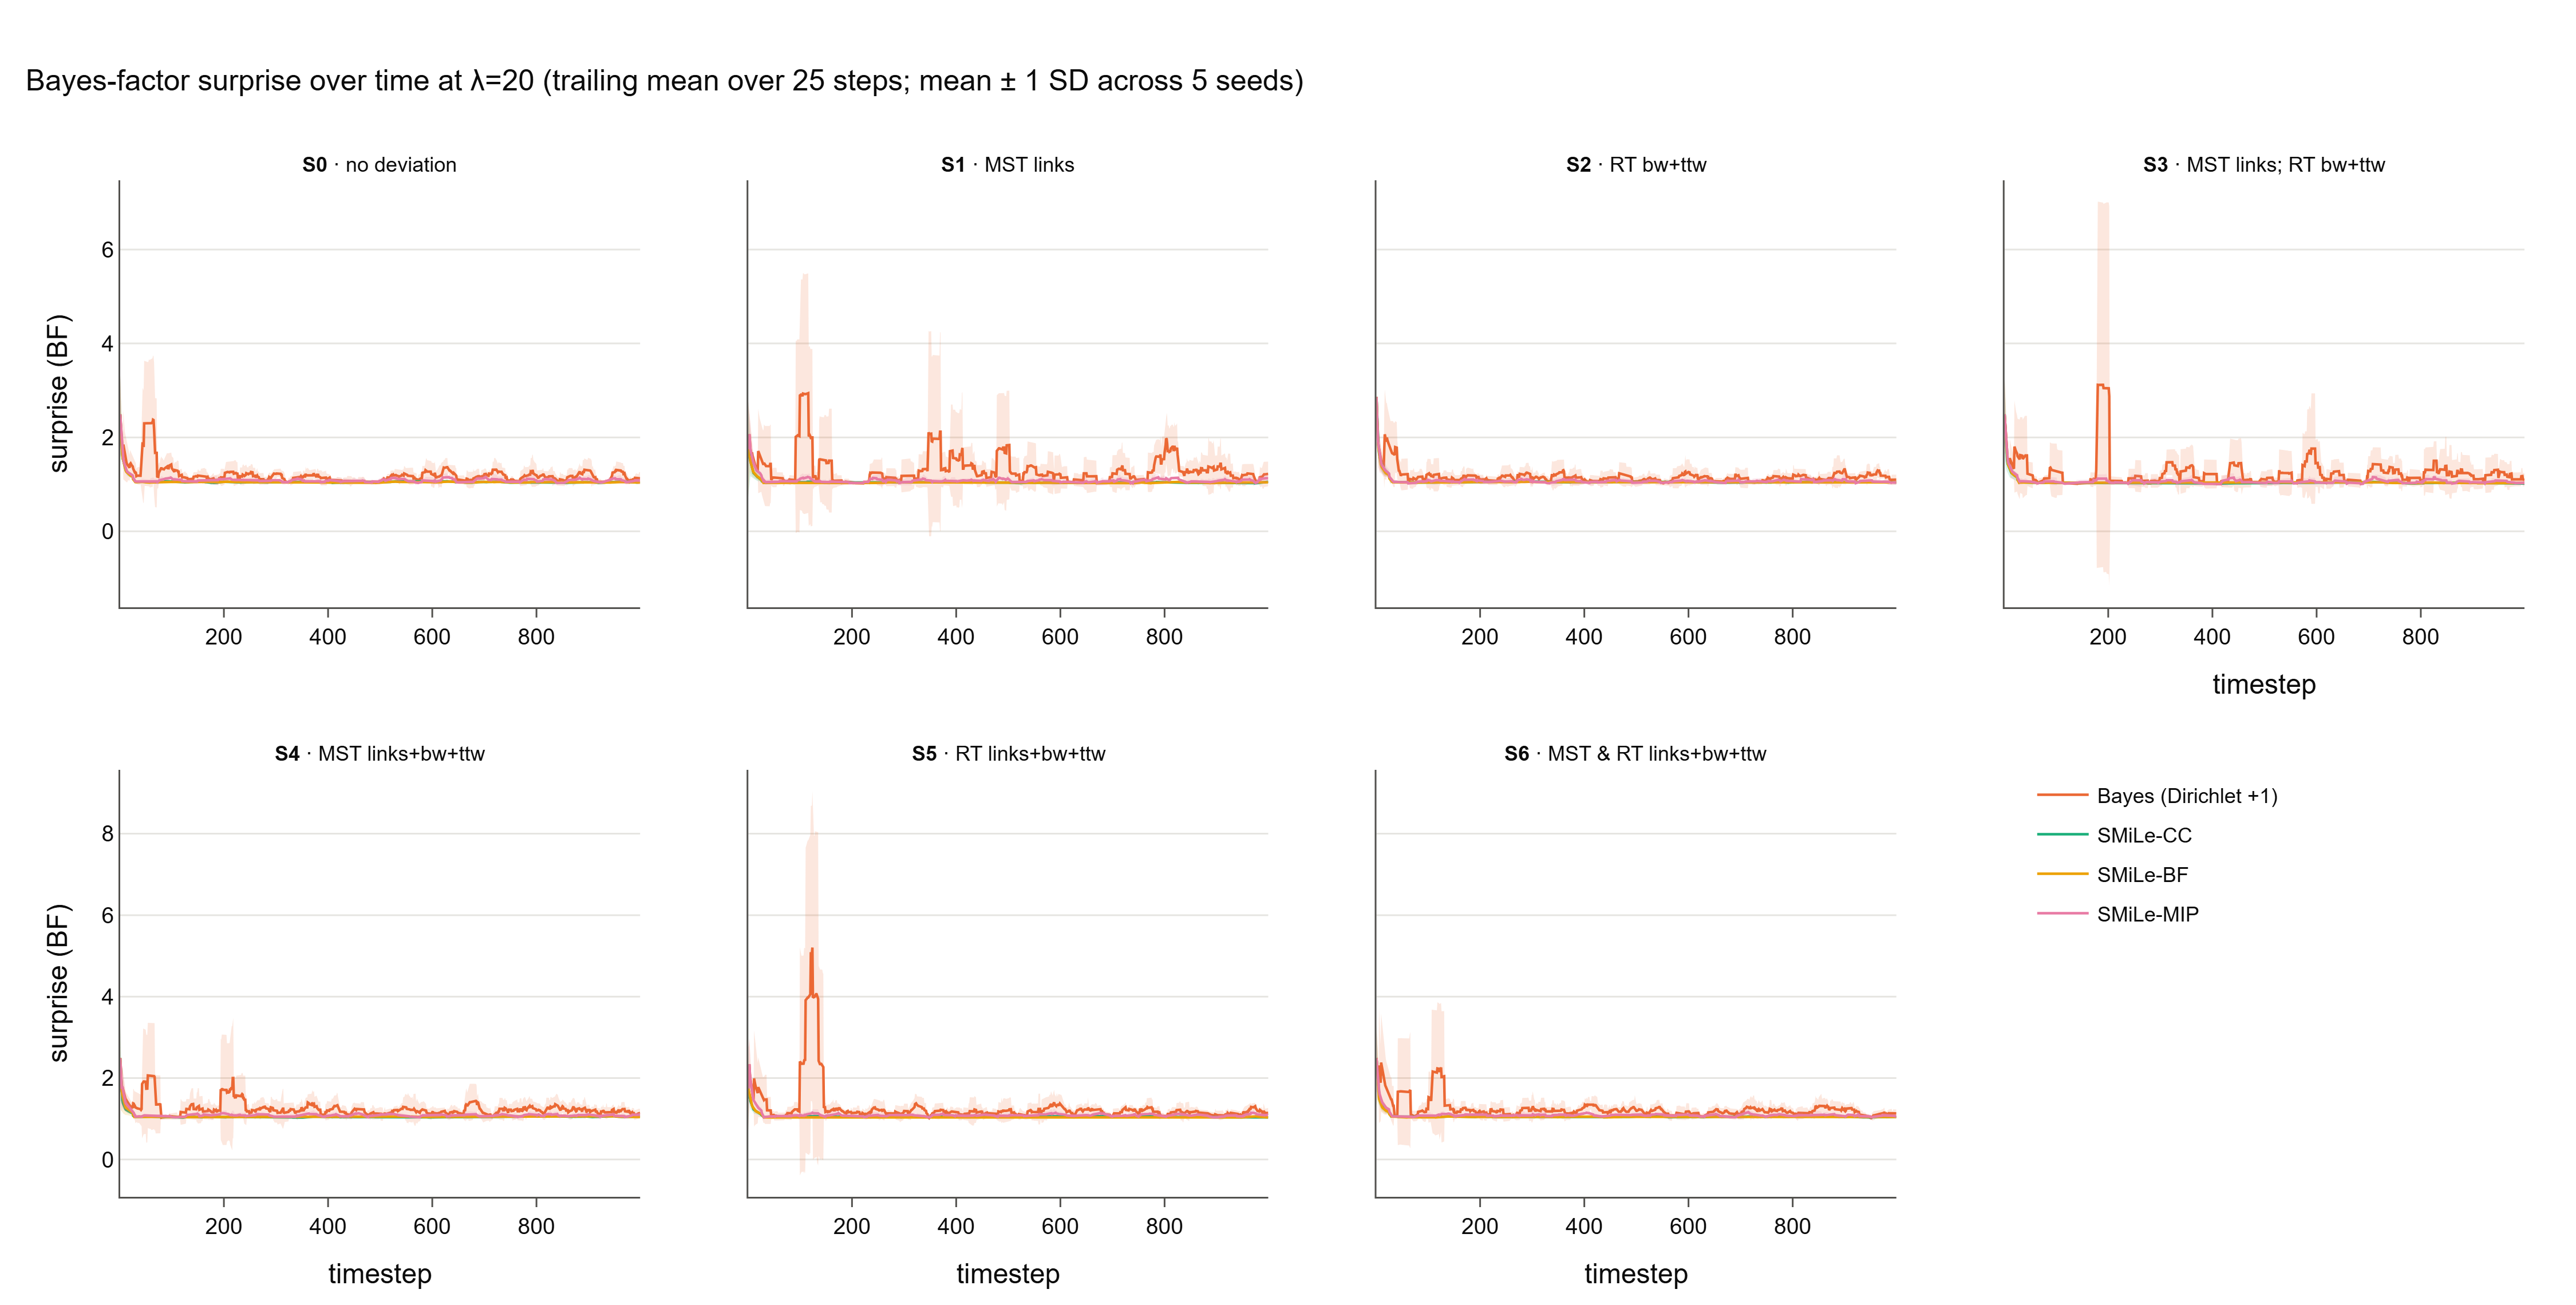 Bayes-factor surprise over time at λ=20 (trailing mean over 25 steps; mean ± 1 SD across 5 seeds)
S0 · no deviation
S1 · MST links
S2 · RT bw+ttw
S3 · MST links; RT bw+ttw
surprise (BF)
6
4
2
0
200 400 600 800
200 400 600 800
200 400 600 800
200 400 600 800
timestep
S4 · MST links+bw+ttw
S5 · RT links+bw+ttw
S6 · MST & RT links+bw+ttw
surprise (BF)
8
6
4
2
0
200 400 600 800
200 400 600 800
200 400 600 800
timestep
timestep
timestep
Bayes (Dirichlet +1)
SMiLe-CC
SMiLe-BF
SMiLe-MIP